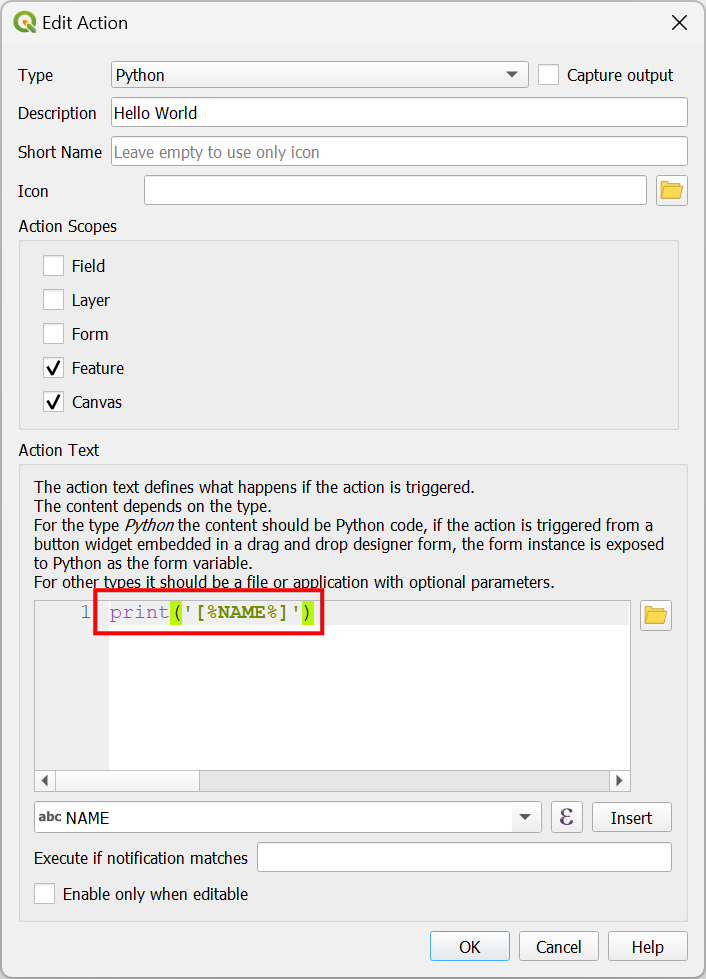 Edit Action
Type Python Capture output
Description Hello World
Short Name Leave empty to use only icon
Icon
Action Scopes
Field
Layer
Form
Feature
Canvas
Action Text
The action text defines what happens if the action is triggered.
The content depends on the type.
For the type Python the content should be Python code, if the action is triggered from a
button widget embedded in a drag and drop designer form, the form instance is exposed
to Python as the form variable.
For other types it should be a file or application with optional parameters.
1 print('[%NAME%]')
abc NAME ε Insert
Execute if notification matches
Enable only when editable
OK Cancel Help